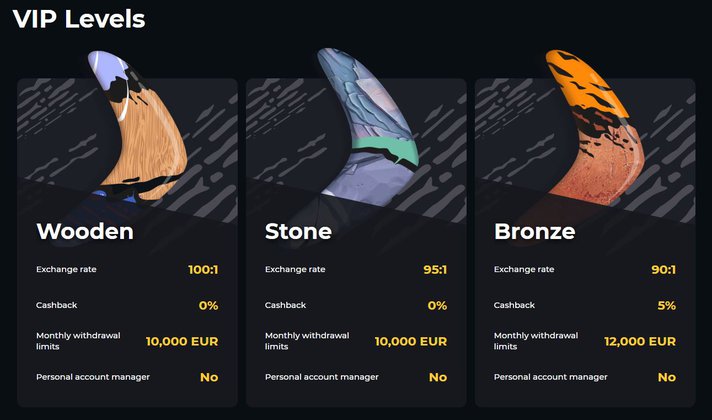 VIP Levels
Wooden
Exchange rate 100:1
Cashback 0%
Monthly withdrawal
limits 10,000 EUR
Personal account manager No
Stone
Exchange rate 95:1
Cashback 0%
Monthly withdrawal
limits 10,000 EUR
Personal account manager No
Bronze
Exchange rate 90:1
Cashback 5%
Monthly withdrawal
limits 12,000 EUR
Personal account manager No